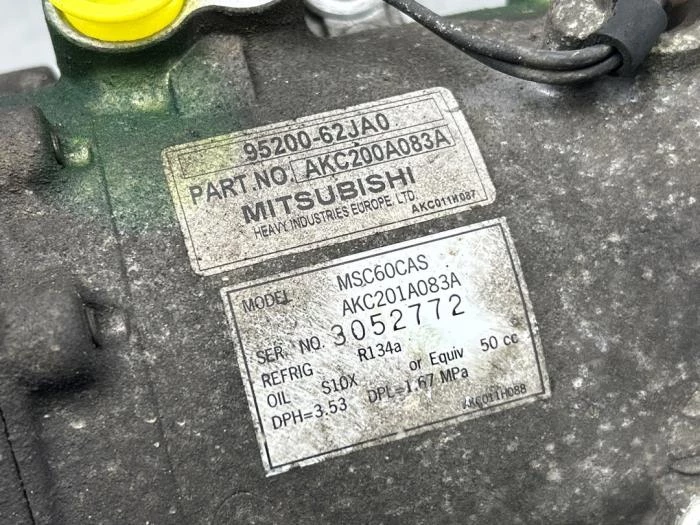 95200-62JA0
PART.NO. AKC200A083A
MITSUBISHI
HEAVY INDUSTRIES EUROPE, LTD.
AKC011H087
MODEL MSC60CAS
AKC201A083A
SER. NO. 3052772
REFRIG R134a
OIL S10X or Equiv 50 cc
DPH=3.53 DPL=1.67 MPa
AKC011H088